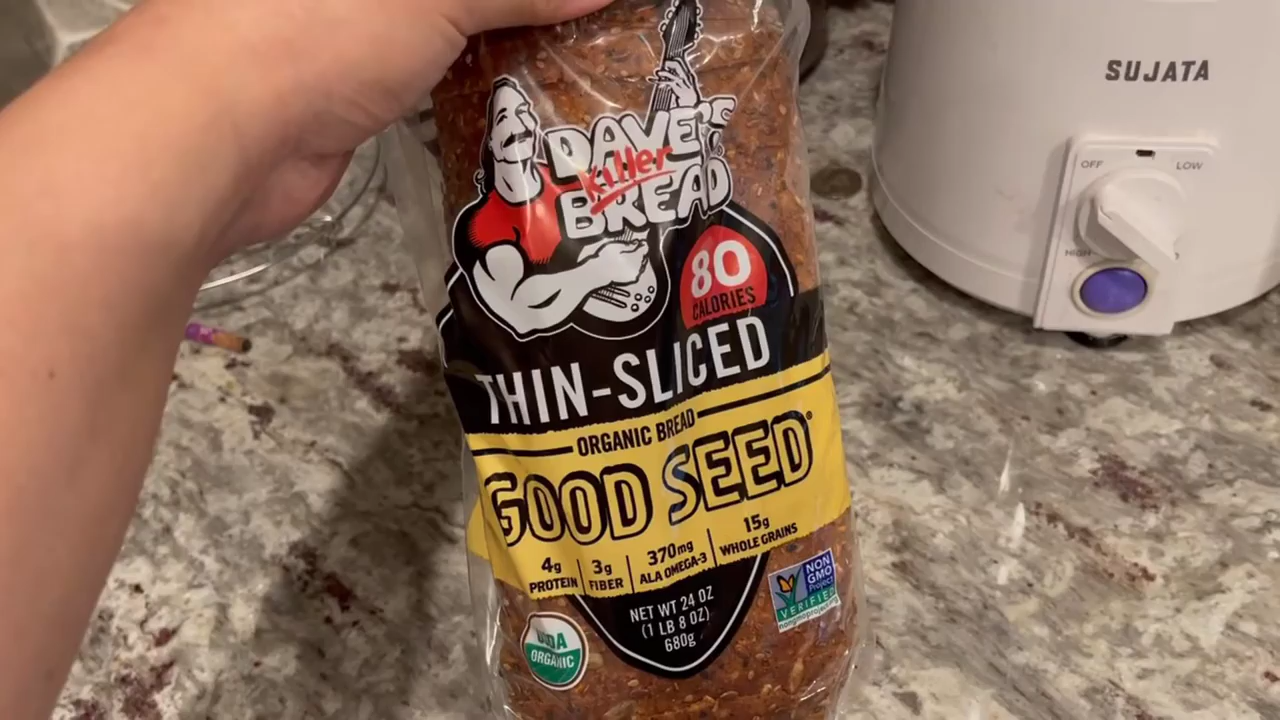 DAVE'S
Killer
BREAD
80
CALORIES
THIN-SLICED
ORGANIC BREAD
GOOD SEED®
4g
PROTEIN
3g
FIBER
370mg
ALA OMEGA-3
15g
WHOLE GRAINS
NET WT 24 OZ
(1 LB 8 OZ)
680g
USDA
ORGANIC
NON
GMO
Project
VERIFIED
nongmoproject.org
SUJATA
OFF
LOW
HIGH